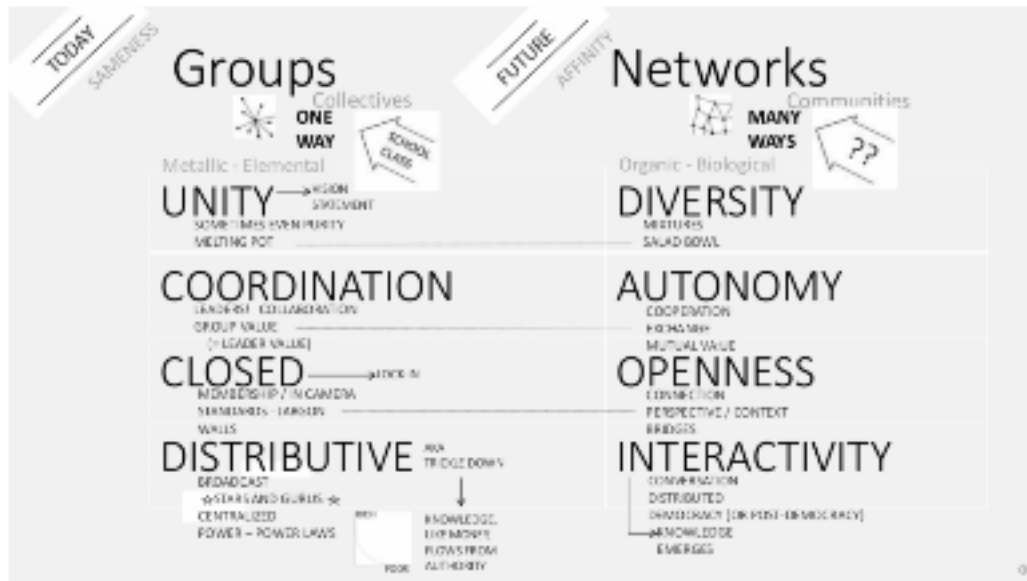 TODAY
SAMENESS
Groups
Collectives
ONE
WAY
SCHOOL
CLASS
Metallic - Elemental
UNITY
VISION
STATEMENT
SOMETIMES EVEN PURITY
MELTING POT
COORDINATION
LEADERS! COLLABORATION
GROUP VALUE
(= LEADER VALUE)
CLOSED
LOCK-IN
MEMBERSHIP / IN CAMERA
STANDARDS - JARGON
WALLS
DISTRIBUTIVE
AKA
TRICKLE DOWN
BROADCAST
☆STARS AND GURUS ☆
CENTRALIZED
POWER – POWER LAWS
RICH
POOR
KNOWLEDGE,
LIKE MONEY,
FLOWS FROM
AUTHORITY
FUTURE
AFFINITY
Networks
Communities
MANY
WAYS
??
Organic - Biological
DIVERSITY
MIXTURES
SALAD BOWL
AUTONOMY
COOPERATION
EXCHANGE
MUTUAL VALUE
OPENNESS
CONNECTION
PERSPECTIVE / CONTEXT
BRIDGES
INTERACTIVITY
CONVERSATION
DISTRIBUTED
DEMOCRACY (OR POST-DEMOCRACY)
KNOWLEDGE
EMERGES